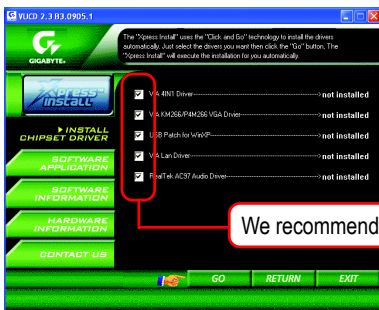 VUCD 2.3 B3.0905.1
GIGABYTE
The "Xpress Install" uses the "Click and Go" technology to install the drivers
automatically. Just select the drivers you want then click the "Go" button, The
"Xpress Install" will execute the installation for you automatically.
Xpress
INSTALL
INSTALL
CHIPSET DRIVER
SOFTWARE
APPLICATION
SOFTWARE
INFORMATION
HARDWARE
INFORMATION
CONTACT US
VIA 4IN1 Driver not installed
VIA KM266/P4M266 VGA Driver not installed
USB Patch for WinXP not installed
VIA Lan Driver not installed
RealTek AC97 Audio Driver not installed
We recommend
GO RETURN EXIT